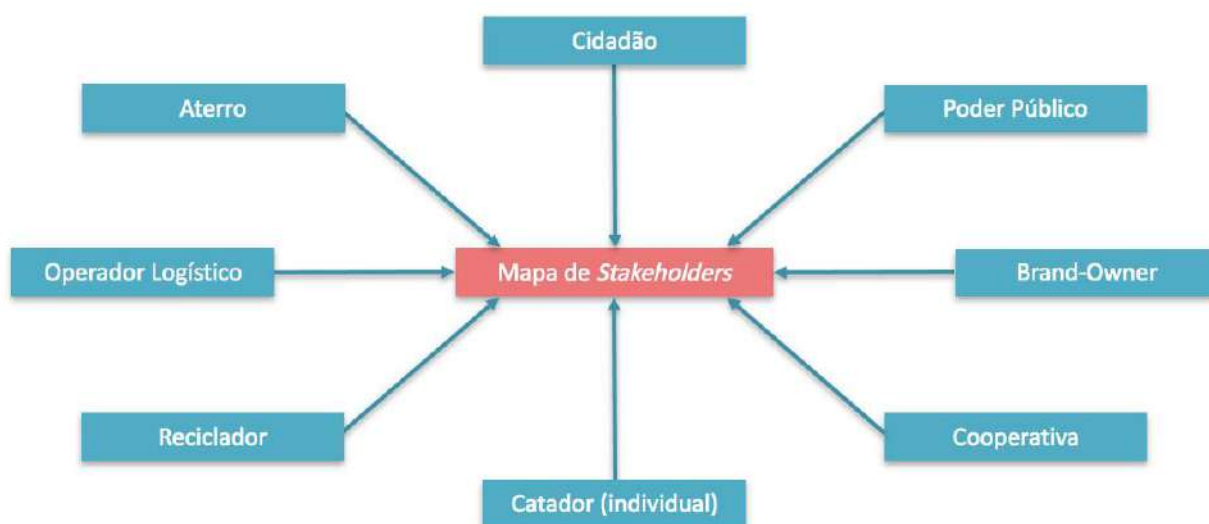 Cidadão
Aterro
Poder Público
Operador Logístico
Mapa de Stakeholders
Brand-Owner
Reciclador
Cooperativa
Catador (individual)